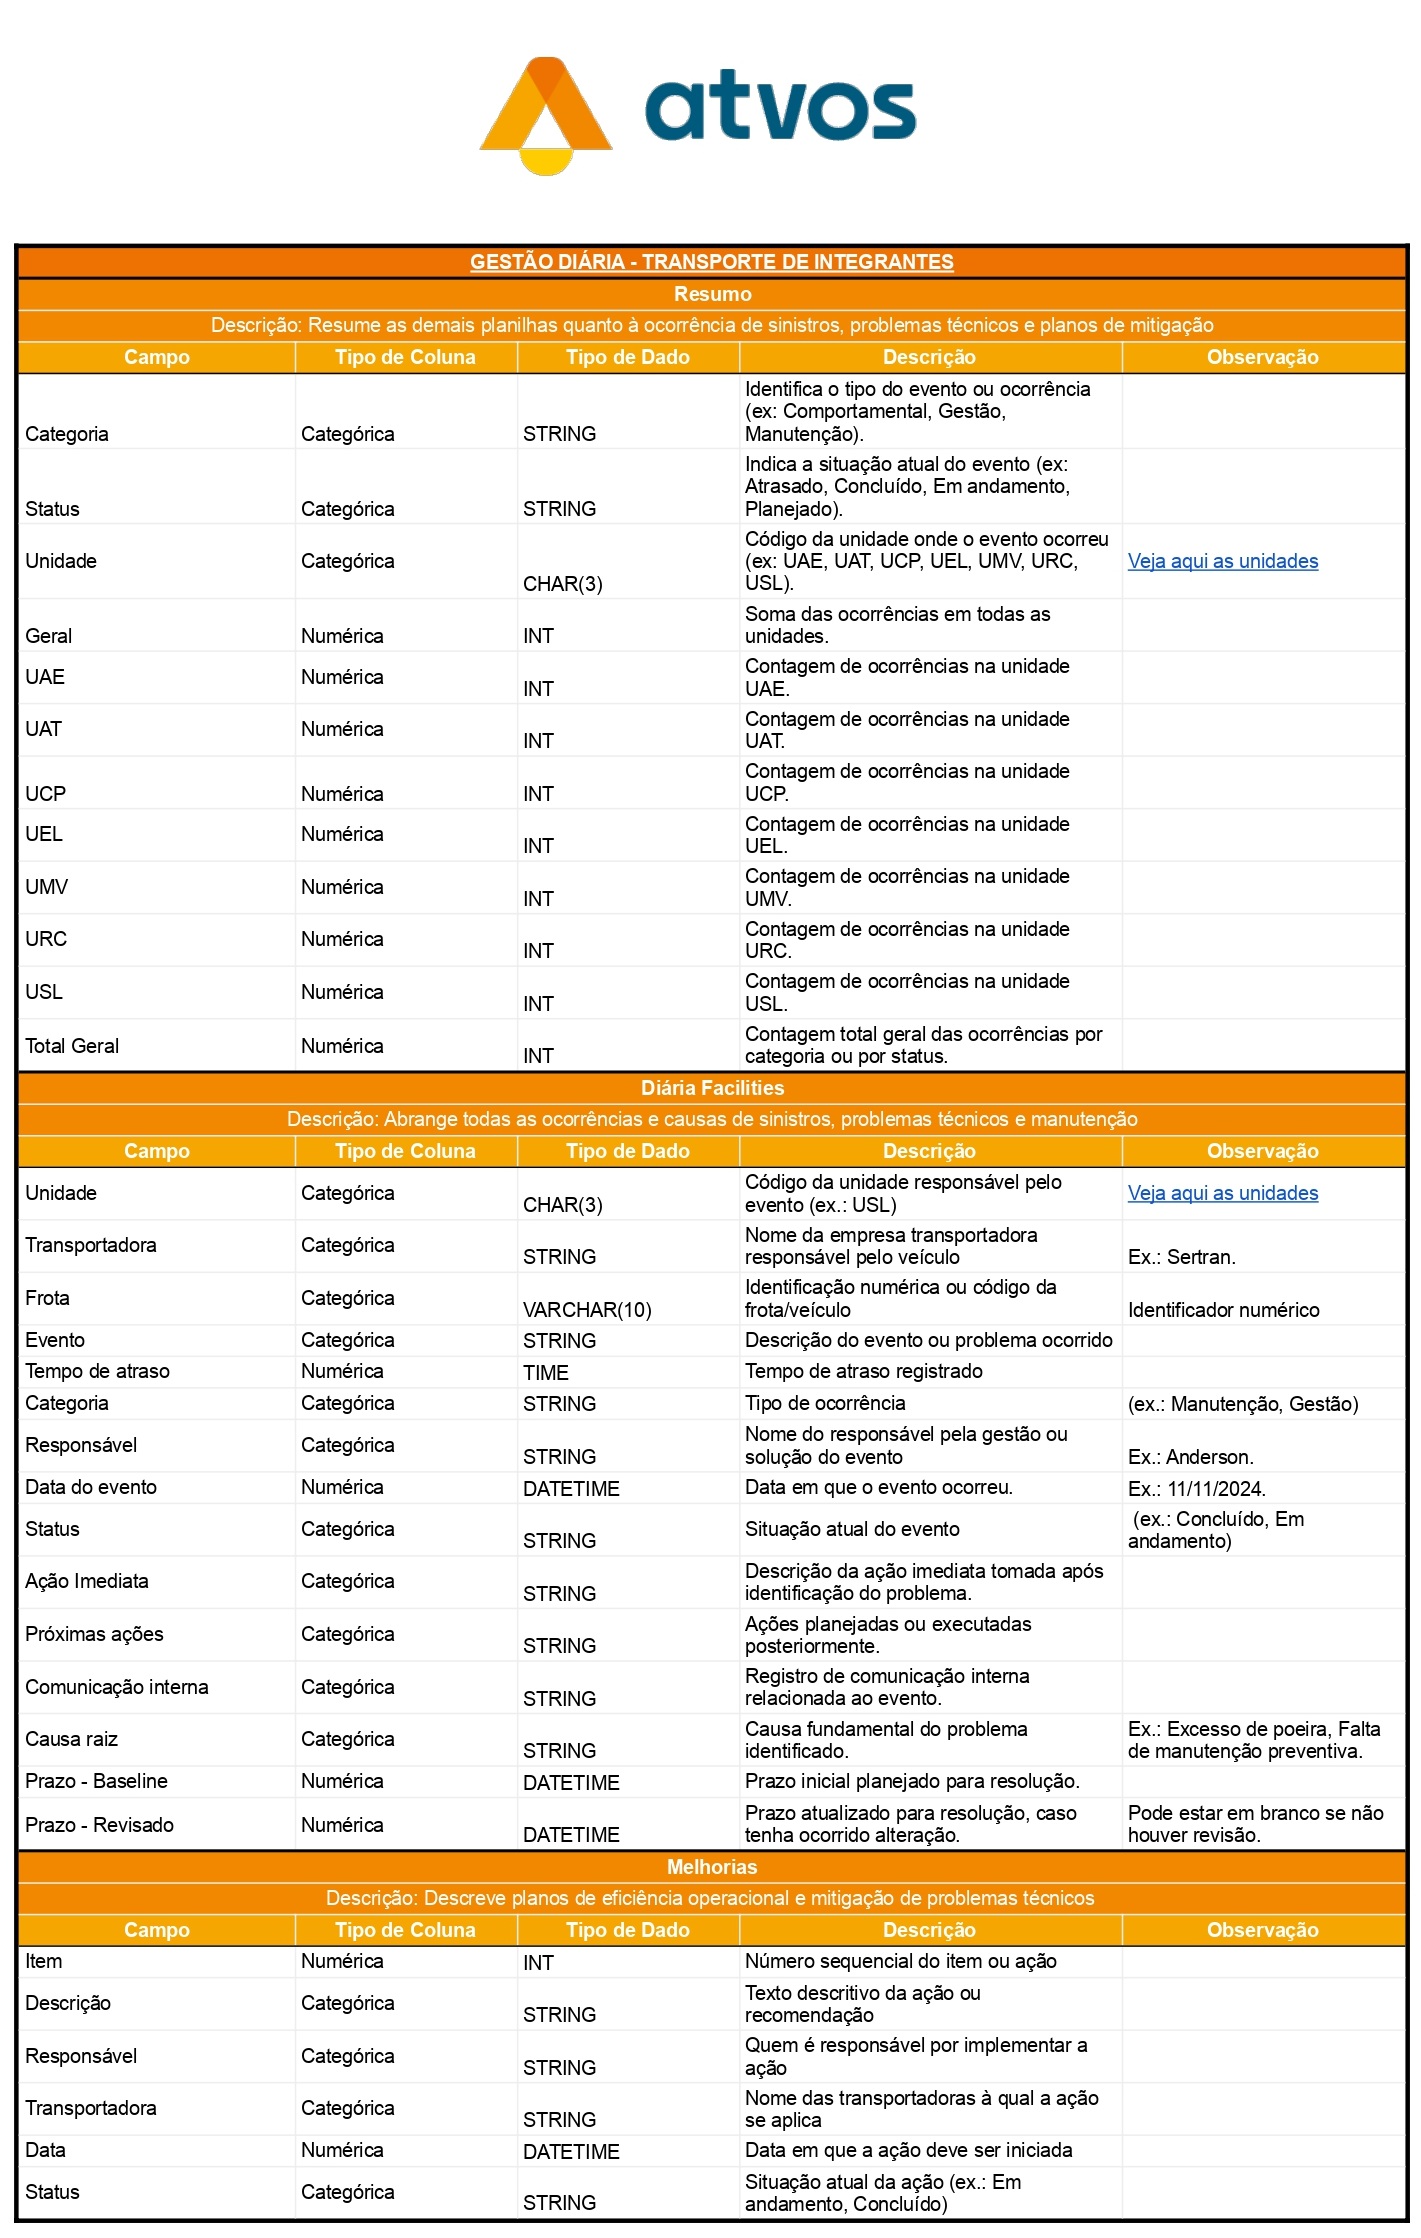 atvos
GESTÃO DIÁRIA - TRANSPORTE DE INTEGRANTES
Resumo
Descrição: Resume as demais planilhas quanto à ocorrência de sinistros, problemas técnicos e planos de mitigação
Campo Tipo de Coluna Tipo de Dado Descrição Observação
Identifica o tipo do evento ou ocorrência
(ex: Comportamental, Gestão,
Categoria Categórica STRING Manutenção).
Indica a situação atual do evento (ex:
Atrasado, Concluído, Em andamento,
Status Categórica STRING Planejado).
Código da unidade onde o evento ocorreu
Unidade Categórica (ex: UAE, UAT, UCP, UEL, UMV, URC, Veja aqui as unidades
CHAR(3) USL).
Soma das ocorrências em todas as
Geral Numérica INT unidades.
UAE Numérica Contagem de ocorrências na unidade
INT UAE.
UAT Numérica Contagem de ocorrências na unidade
INT UAT.
Contagem de ocorrências na unidade
UCP Numérica INT UCP.
UEL Numérica Contagem de ocorrências na unidade
INT UEL.
UMV Numérica Contagem de ocorrências na unidade
INT UMV.
URC Numérica Contagem de ocorrências na unidade
INT URC.
USL Numérica Contagem de ocorrências na unidade
INT USL.
Total Geral Numérica Contagem total geral das ocorrências por
INT categoria ou por status.
Diária Facilities
Descrição: Abrange todas as ocorrências e causas de sinistros, problemas técnicos e manutenção
Campo Tipo de Coluna Tipo de Dado Descrição Observação
Unidade Categórica Código da unidade responsável pelo Veja aqui as unidades
CHAR(3) evento (ex.: USL)
Transportadora Categórica Nome da empresa transportadora
STRING responsável pelo veículo Ex.: Sertran.
Frota Categórica Identificação numérica ou código da
VARCHAR(10) frota/veículo Identificador numérico
Evento Categórica STRING Descrição do evento ou problema ocorrido
Tempo de atraso Numérica TIME Tempo de atraso registrado
Categoria Categórica STRING Tipo de ocorrência (ex.: Manutenção, Gestão)
Responsável Categórica Nome do responsável pela gestão ou
STRING solução do evento Ex.: Anderson.
Data do evento Numérica DATETIME Data em que o evento ocorreu. Ex.: 11/11/2024.
Status Categórica Situação atual do evento (ex.: Concluído, Em
STRING andamento)
Ação Imediata Categórica Descrição da ação imediata tomada após
STRING identificação do problema.
Próximas ações Categórica Ações planejadas ou executadas
STRING posteriormente.
Comunicação interna Categórica Registro de comunicação interna
STRING relacionada ao evento.
Causa raiz Categórica Causa fundamental do problema Ex.: Excesso de poeira, Falta
STRING identificado. de manutenção preventiva.
Prazo - Baseline Numérica DATETIME Prazo inicial planejado para resolução.
Prazo - Revisado Numérica Prazo atualizado para resolução, caso Pode estar em branco se não
DATETIME tenha ocorrido alteração. houver revisão.
Melhorias
Descrição: Descreve planos de eficiência operacional e mitigação de problemas técnicos
Campo Tipo de Coluna Tipo de Dado Descrição Observação
Item Numérica INT Número sequencial do item ou ação
Descrição Categórica Texto descritivo da ação ou
STRING recomendação
Responsável Categórica Quem é responsável por implementar a
STRING ação
Transportadora Categórica Nome das transportadoras à qual a ação
STRING se aplica
Data Numérica DATETIME Data em que a ação deve ser iniciada
Status Categórica Situação atual da ação (ex.: Em
STRING andamento, Concluído)